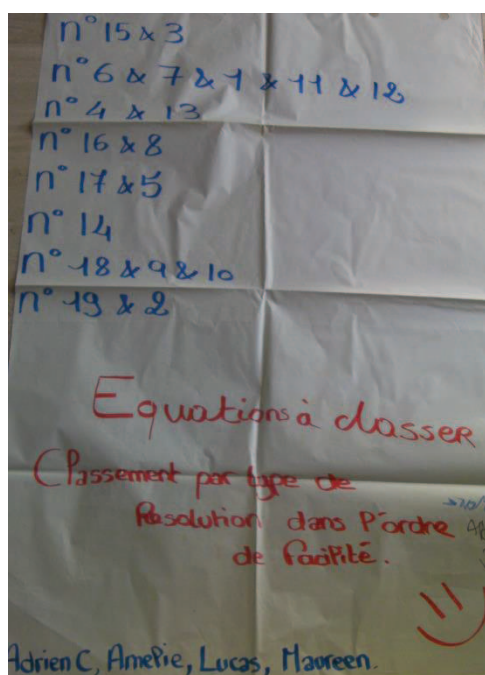 n° 15 & 3
n° 6 & 7 & 1 & 11 & 12
n° 4 & 13
n° 16 & 8
n° 17 & 5
n° 14
n° 18 & 9 & 10
n° 19 & 2
Equations à classer
Classement par type de
Résolution dans l'ordre
de facilité.
Adrien C, Amelie, Lucas, Maureen.